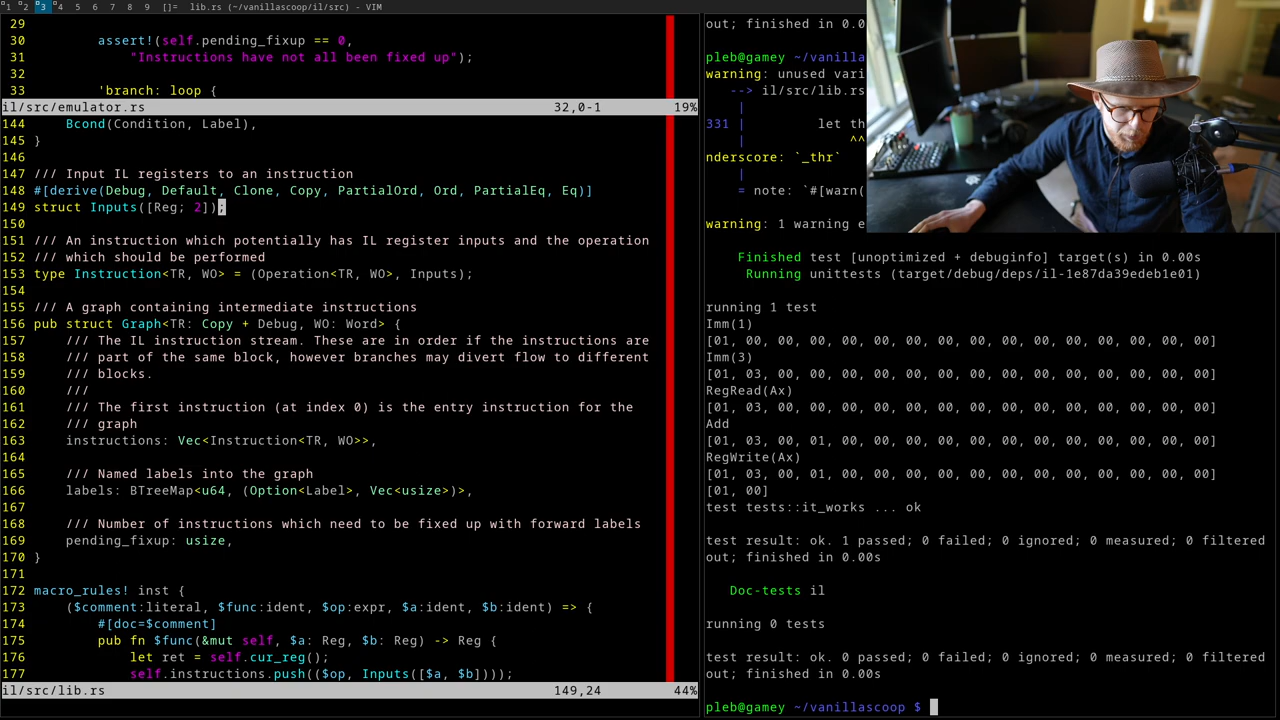 1 2 3 4 5 6 7 8 9 []= lib.rs (~/vanillascoop/il/src) - VIM
29
30 assert!(self.pending_fixup == 0,
31 "Instructions have not all been fixed up");
32
33 'branch: loop {
il/src/emulator.rs 32,0-1 19%
144 Bcond(Condition, Label),
145 }
146
147 /// Input IL registers to an instruction
148 #[derive(Debug, Default, Clone, Copy, PartialOrd, Ord, PartialEq, Eq)]
149 struct Inputs([Reg; 2]);
150
151 /// An instruction which potentially has IL register inputs and the operation
152 /// which should be performed
153 type Instruction<TR, WO> = (Operation<TR, WO>, Inputs);
154
155 /// A graph containing intermediate instructions
156 pub struct Graph<TR: Copy + Debug, WO: Word> {
157 /// The IL instruction stream. These are in order if the instructions are
158 /// part of the same block, however branches may divert flow to different
159 /// blocks.
160 ///
161 /// The first instruction (at index 0) is the entry instruction for the
162 /// graph
163 instructions: Vec<Instruction<TR, WO>>,
164
165 /// Named labels into the graph
166 labels: BTreeMap<u64, (Option<Label>, Vec<usize>)>,
167
168 /// Number of instructions which need to be fixed up with forward labels
169 pending_fixup: usize,
170 }
171
172 macro_rules! inst {
173 ($comment:literal, $func:ident, $op:expr, $a:ident, $b:ident) => {
174 #[doc=$comment]
175 pub fn $func(&mut self, $a: Reg, $b: Reg) -> Reg {
176 let ret = self.cur_reg();
177 self.instructions.push(($op, Inputs([$a, $b])));
il/src/lib.rs 149,24 44%
out; finished in 0.0
pleb@gamey ~/vanilla
warning: unused vari
--> il/src/lib.rs
|
331 | let th
| ^^
nderscore: `_thr`
|
= note: `#[warn(
warning: 1 warning e
Finished test [unoptimized + debuginfo] target(s) in 0.00s
Running unittests (target/debug/deps/il-1e87da39edeb1e01)
running 1 test
Imm(1)
[01, 00, 00, 00, 00, 00, 00, 00, 00, 00, 00, 00, 00, 00, 00, 00]
Imm(3)
[01, 03, 00, 00, 00, 00, 00, 00, 00, 00, 00, 00, 00, 00, 00, 00]
RegRead(Ax)
[01, 03, 00, 00, 00, 00, 00, 00, 00, 00, 00, 00, 00, 00, 00, 00]
Add
[01, 03, 00, 01, 00, 00, 00, 00, 00, 00, 00, 00, 00, 00, 00, 00]
RegWrite(Ax)
[01, 03, 00, 01, 00, 00, 00, 00, 00, 00, 00, 00, 00, 00, 00, 00]
[01, 00]
test tests::it_works ... ok
test result: ok. 1 passed; 0 failed; 0 ignored; 0 measured; 0 filtered
out; finished in 0.00s
Doc-tests il
running 0 tests
test result: ok. 0 passed; 0 failed; 0 ignored; 0 measured; 0 filtered
out; finished in 0.00s
pleb@gamey ~/vanillascoop $